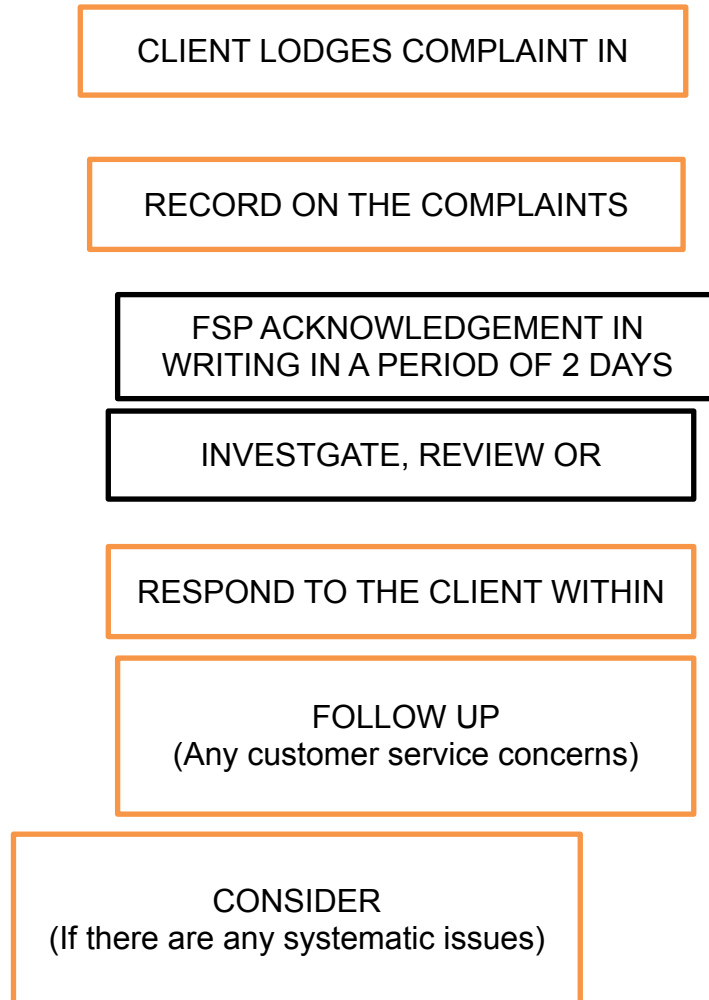 CLIENT LODGES COMPLAINT IN
RECORD ON THE COMPLAINTS
FSP ACKNOWLEDGEMENT IN
WRITING IN A PERIOD OF 2 DAYS
INVESTGATE, REVIEW OR
RESPOND TO THE CLIENT WITHIN
FOLLOW UP
(Any customer service concerns)
CONSIDER
(If there are any systematic issues)